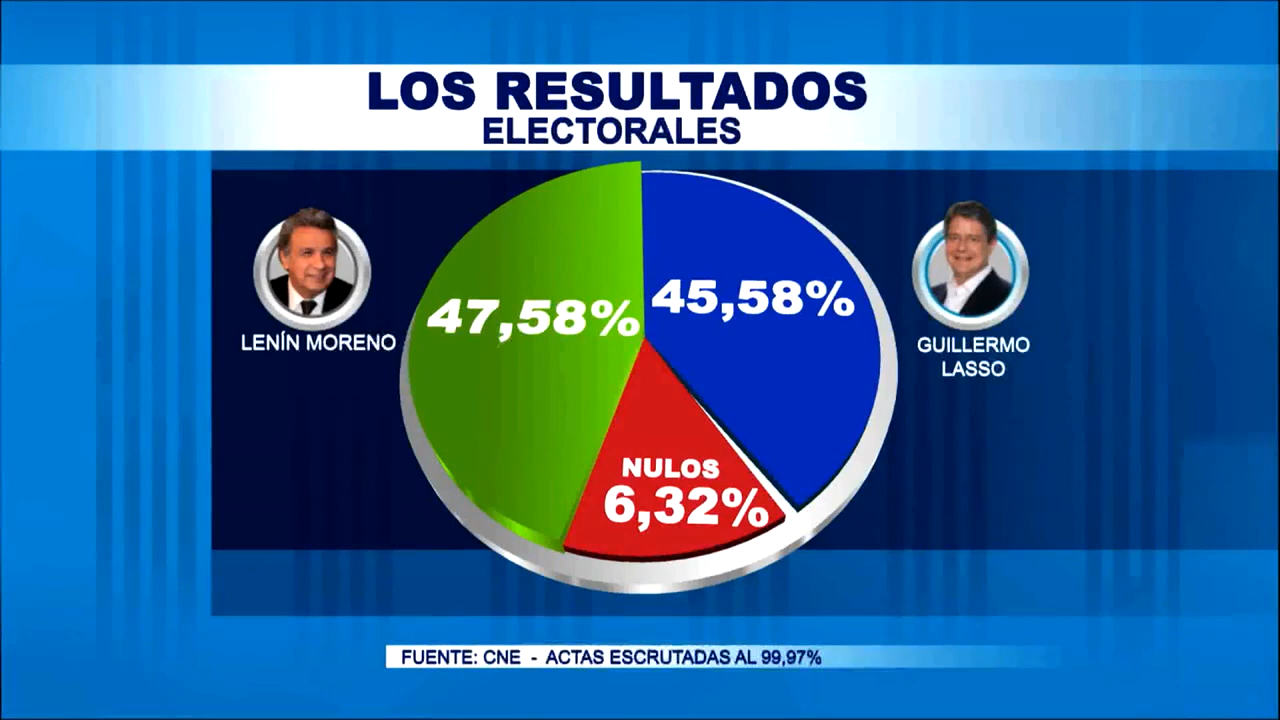 LOS RESULTADOS
ELECTORALES
47,58%
45,58%
LENÍN MORENO
GUILLERMO
LASSO
NULOS
6,32%
FUENTE: CNE - ACTAS ESCRUTADAS AL 99,97%